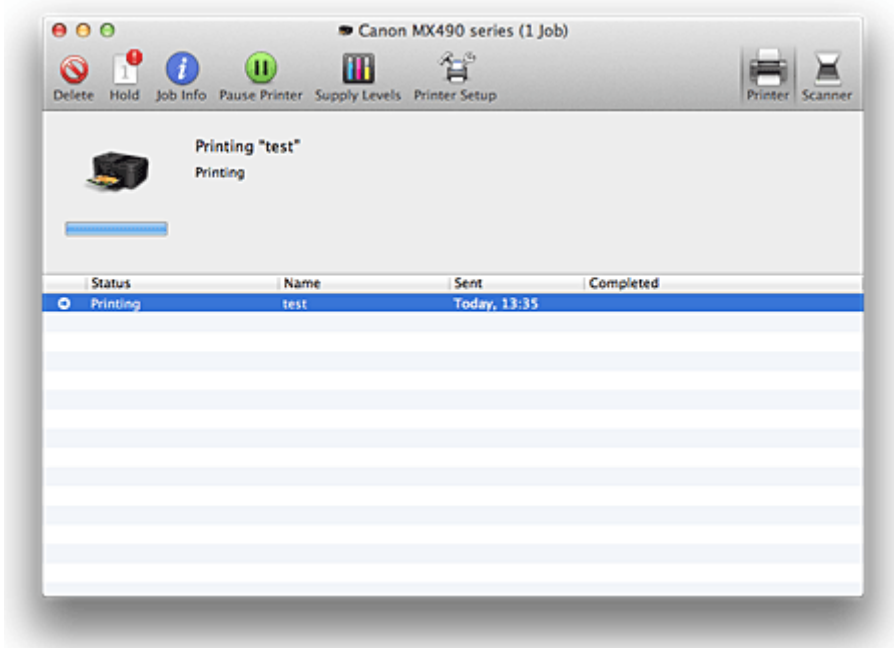 Canon MX490 series (1 Job)
1
i
Delete Hold Job Info Pause Printer Supply Levels Printer Setup Printer Scanner
Printing "test"
Printing
Status Name Sent Completed
Printing test Today, 13:35